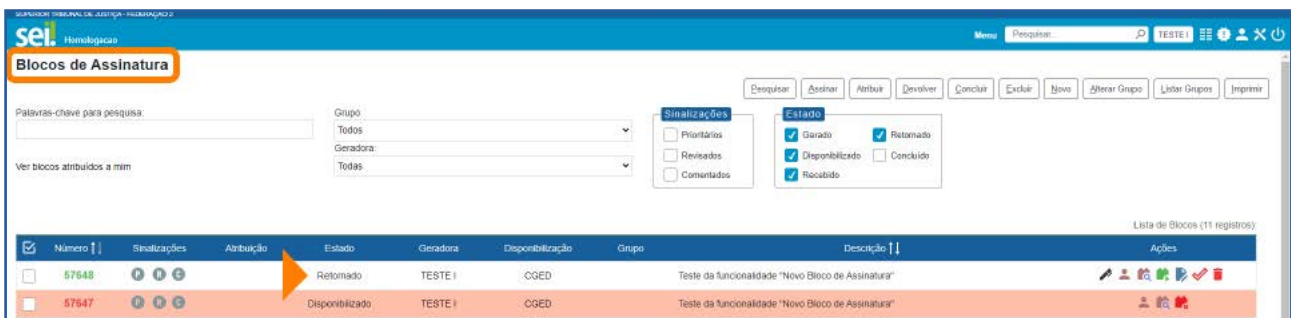 SUPERIOR TRIBUNAL DE JUSTIÇA - FEDERAÇÃO 2
sei. Homologacao
Menu Pesquisar... TESTE I
Blocos de Assinatura
Pesquisar Assinar Atribuir Devolver Concluir Excluir Novo Alterar Grupo Listar Grupos Imprimir
Palavras-chave para pesquisa:
Grupo
Todos
Geradora:
Todas
Ver blocos atribuídos a mim
Sinalizações
Prioritários
Revisados
Comentados
Estado
Gerado Retornado
Disponibilizado Concluído
Recebido
Lista de Blocos (11 registros):
Número Sinalizações Atribuição Estado Geradora Disponibilização Grupo Descrição Ações
57648 P R C Retornado TESTE I CGED Teste da funcionalidade "Novo Bloco de Assinatura"
57647 P R C Disponibilizado TESTE I CGED Teste da funcionalidade "Novo Bloco de Assinatura"